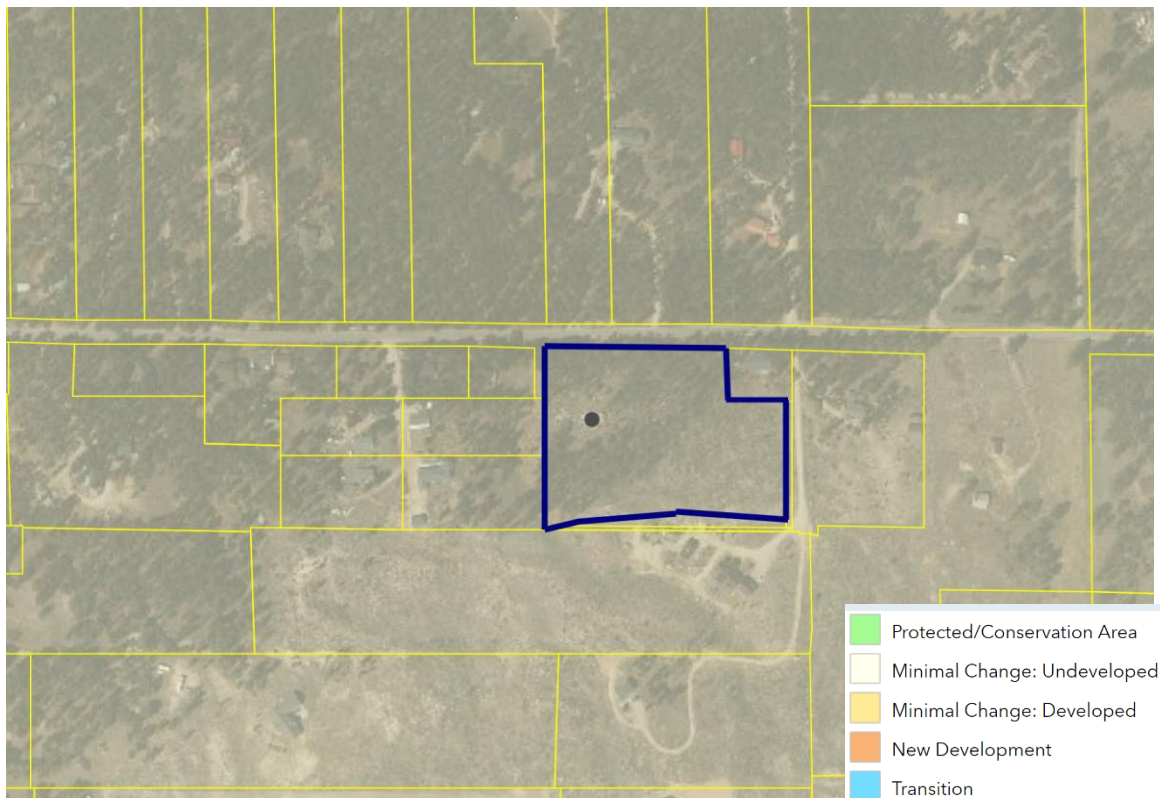 Protected/Conservation Area
Minimal Change: Undeveloped
Minimal Change: Developed
New Development
Transition